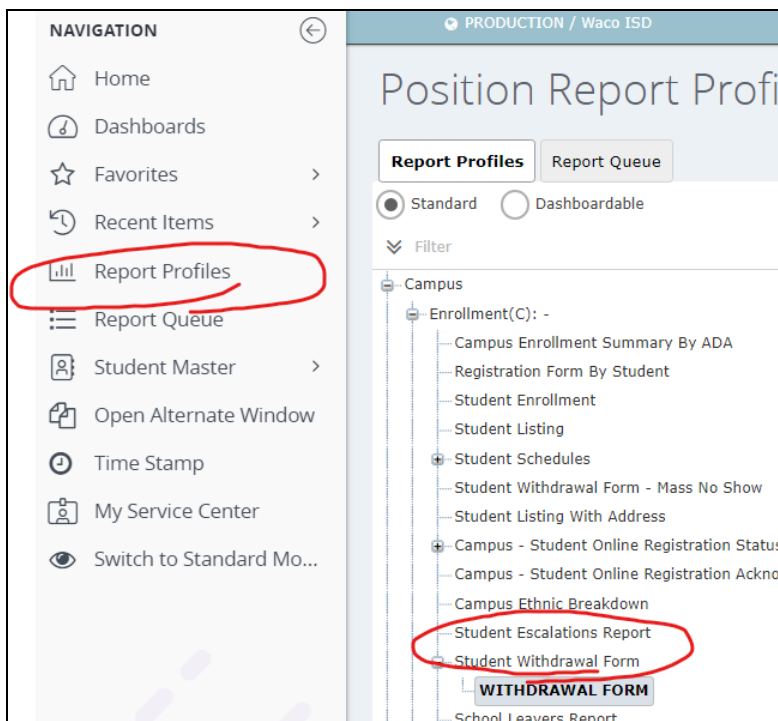 NAVIGATION
Home
Dashboards
Favorites
Recent Items
Report Profiles
Report Queue
Student Master
Open Alternate Window
Time Stamp
My Service Center
Switch to Standard Mo...
PRODUCTION / Waco ISD
Position Report Profi
Report Profiles Report Queue
Standard Dashboardable
Filter
Campus
Enrollment(C): -
Campus Enrollment Summary By ADA
Registration Form By Student
Student Enrollment
Student Listing
Student Schedules
Student Withdrawal Form - Mass No Show
Student Listing With Address
Campus - Student Online Registration Status
Campus - Student Online Registration Ackno
Campus Ethnic Breakdown
Student Escalations Report
Student Withdrawal Form
WITHDRAWAL FORM
School Leavers Report